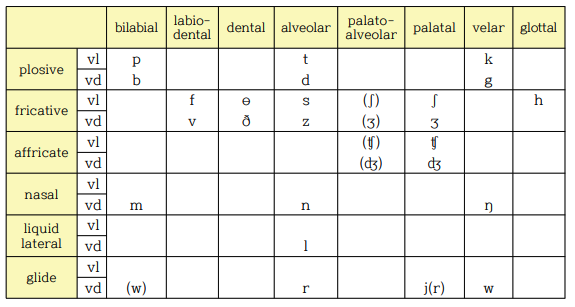 bilabial labio-dental dental alveolar palato-alveolar palatal velar glottal
plosive vl p t k
vd b d g
fricative vl f ɵ s (ʃ) ʃ h
vd v ð z (ʒ) ʒ
affricate vl (ʧ) ʧ
vd (ʤ) ʤ
nasal vl
vd m n ŋ
liquid lateral vl
vd l
glide vl
vd (w) r j(r) w